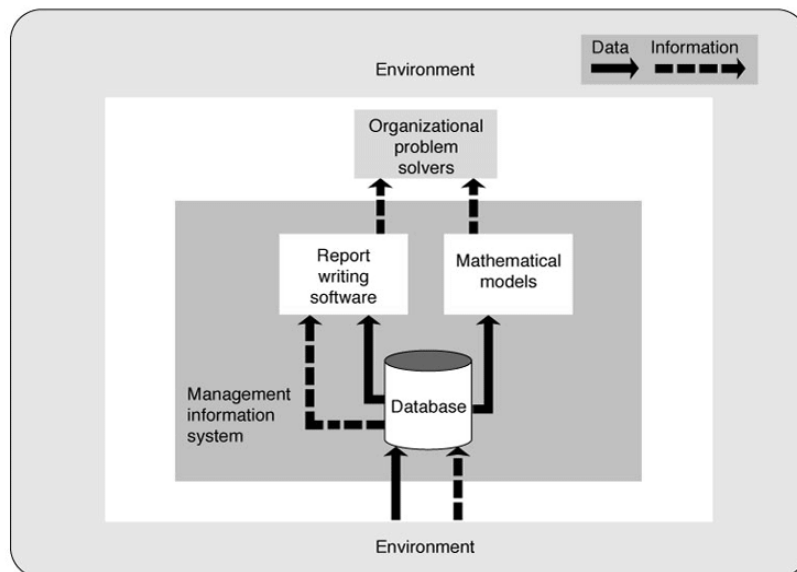 Data
Information
Environment
Organizational
problem
solvers
Report
writing
software
Mathematical
models
Management
information
system
Database
Environment